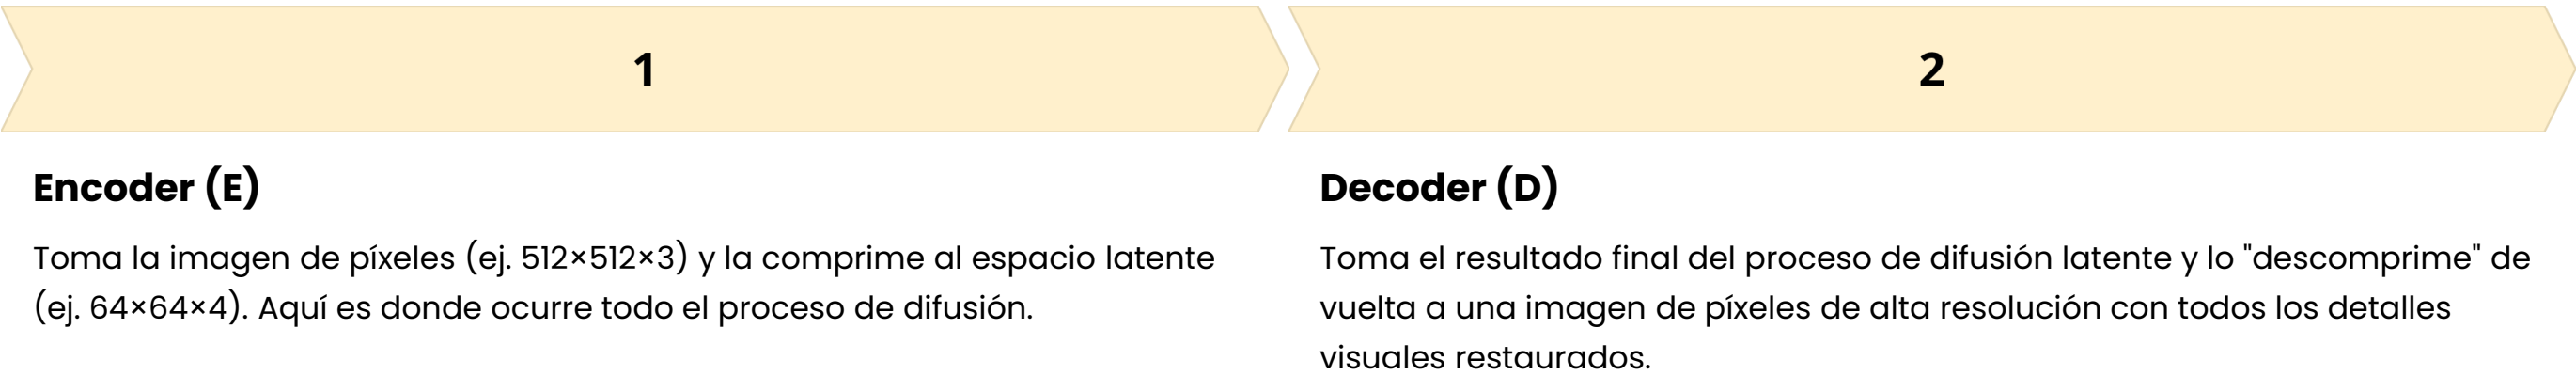 1
2
Encoder (E)
Toma la imagen de píxeles (ej. 512×512×3) y la comprime al espacio latente
(ej. 64×64×4). Aquí es donde ocurre todo el proceso de difusión.
Decoder (D)
Toma el resultado final del proceso de difusión latente y lo "descomprime" de
vuelta a una imagen de píxeles de alta resolución con todos los detalles
visuales restaurados.